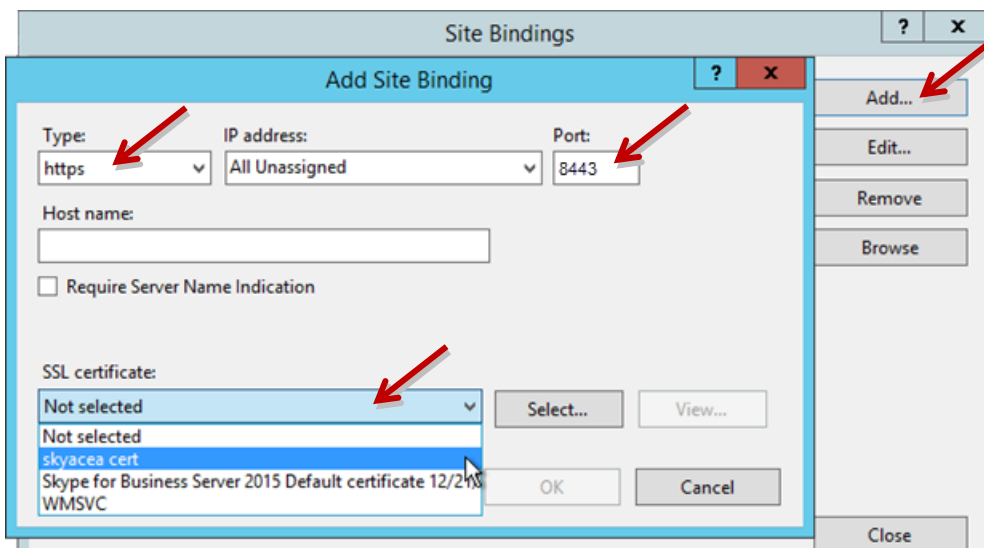 Site Bindings
? x
Add Site Binding
? x
Add...
Type:
IP address:
Port:
https
All Unassigned
8443
Edit...
Remove
Host name:
Browse
Require Server Name Indication
SSL certificate:
Not selected
Select...
View...
Not selected
skyacea cert
Skype for Business Server 2015 Default certificate
WMSVC
OK
Cancel
Close